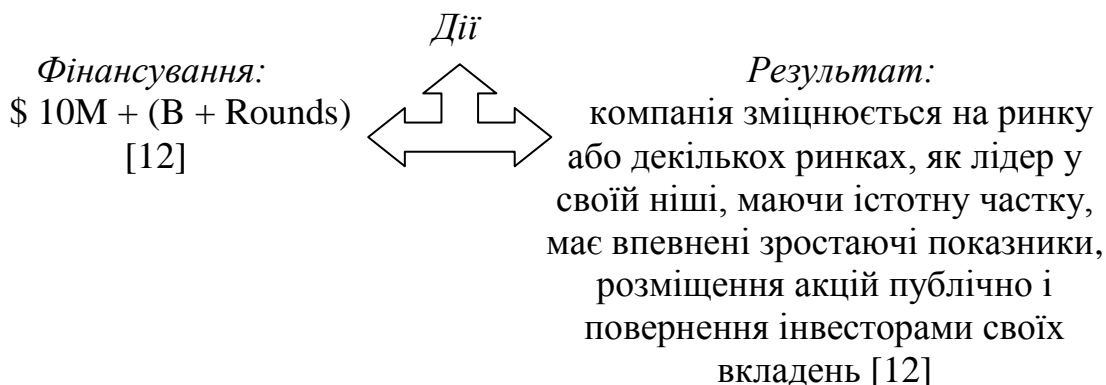 Дії
Фінансування:
$ 10M + (B + Rounds)
[12]
Результат:
компанія зміцнюється на ринку
або декількох ринках, як лідер у
своїй ніші, маючи істотну частку,
має впевнені зростаючі показники,
розміщення акцій публічно і
повернення інвесторами своїх
вкладень [12]